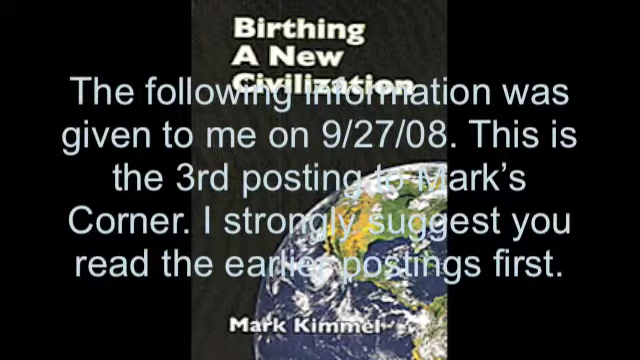 Birthing
A New
Civilization
The following information was
given to me on 9/27/08. This is
the 3rd posting to Mark’s
Corner. I strongly suggest you
read the earlier postings first.
Mark Kimmel